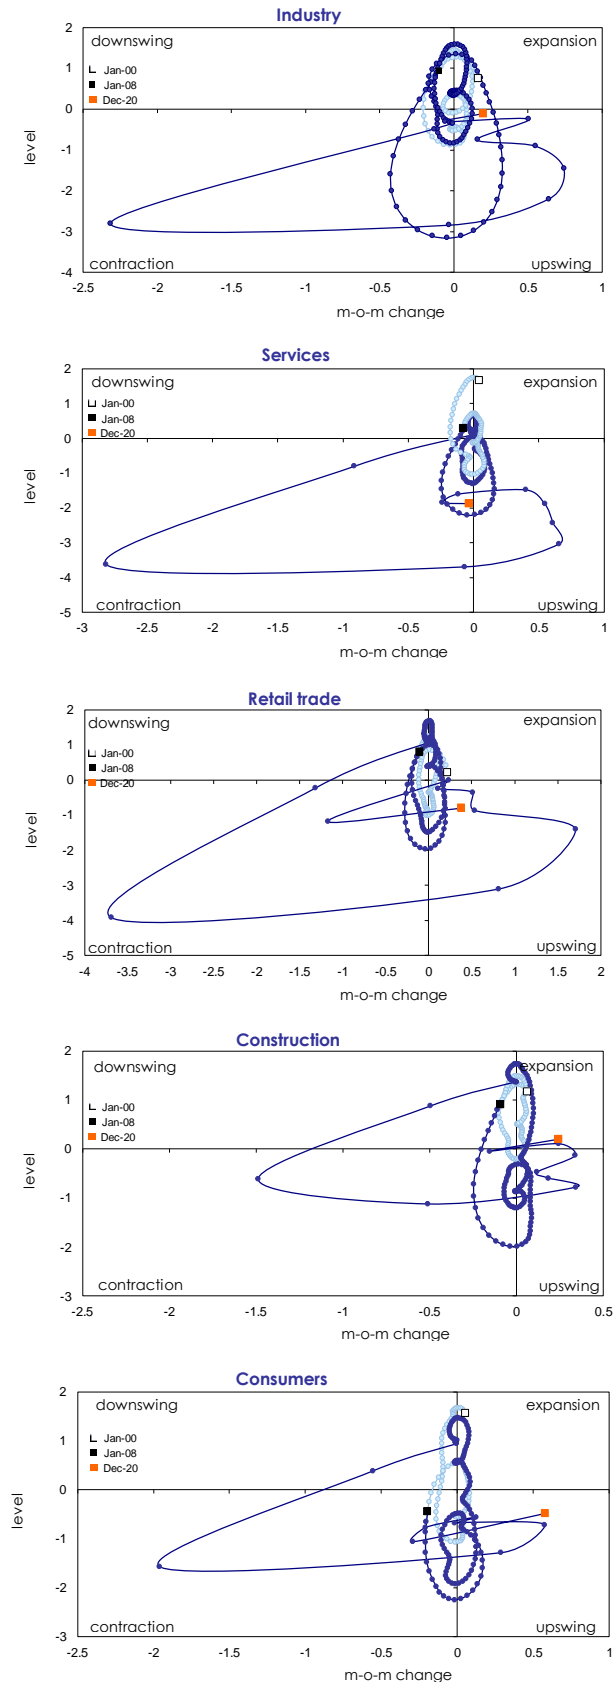 Industry
downswing
expansion
Jan-00
Jan-08
Dec-20
level
2
1
0
-1
-2
-3
-4
contraction
upswing
-2.5 -2 -1.5 -1 -0.5 0 0.5 1
m-o-m change
Services
downswing
expansion
Jan-00
Jan-08
Dec-20
level
2
1
0
-1
-2
-3
-4
-5
contraction
upswing
-3 -2.5 -2 -1.5 -1 -0.5 0 0.5 1
m-o-m change
Retail trade
downswing
expansion
Jan-00
Jan-08
Dec-20
level
2
1
0
-1
-2
-3
-4
-5
contraction
upswing
-4 -3.5 -3 -2.5 -2 -1.5 -1 -0.5 0 0.5 1 1.5 2
m-o-m change
Construction
downswing
expansion
Jan-00
Jan-08
Dec-20
level
2
1
0
-1
-2
-3
contraction
upswing
-2.5 -2 -1.5 -1 -0.5 0 0.5
m-o-m change
Consumers
downswing
expansion
Jan-00
Jan-08
Dec-20
level
2
1
0
-1
-2
-3
contraction
upswing
-2.5 -2 -1.5 -1 -0.5 0 0.5 1
m-o-m change